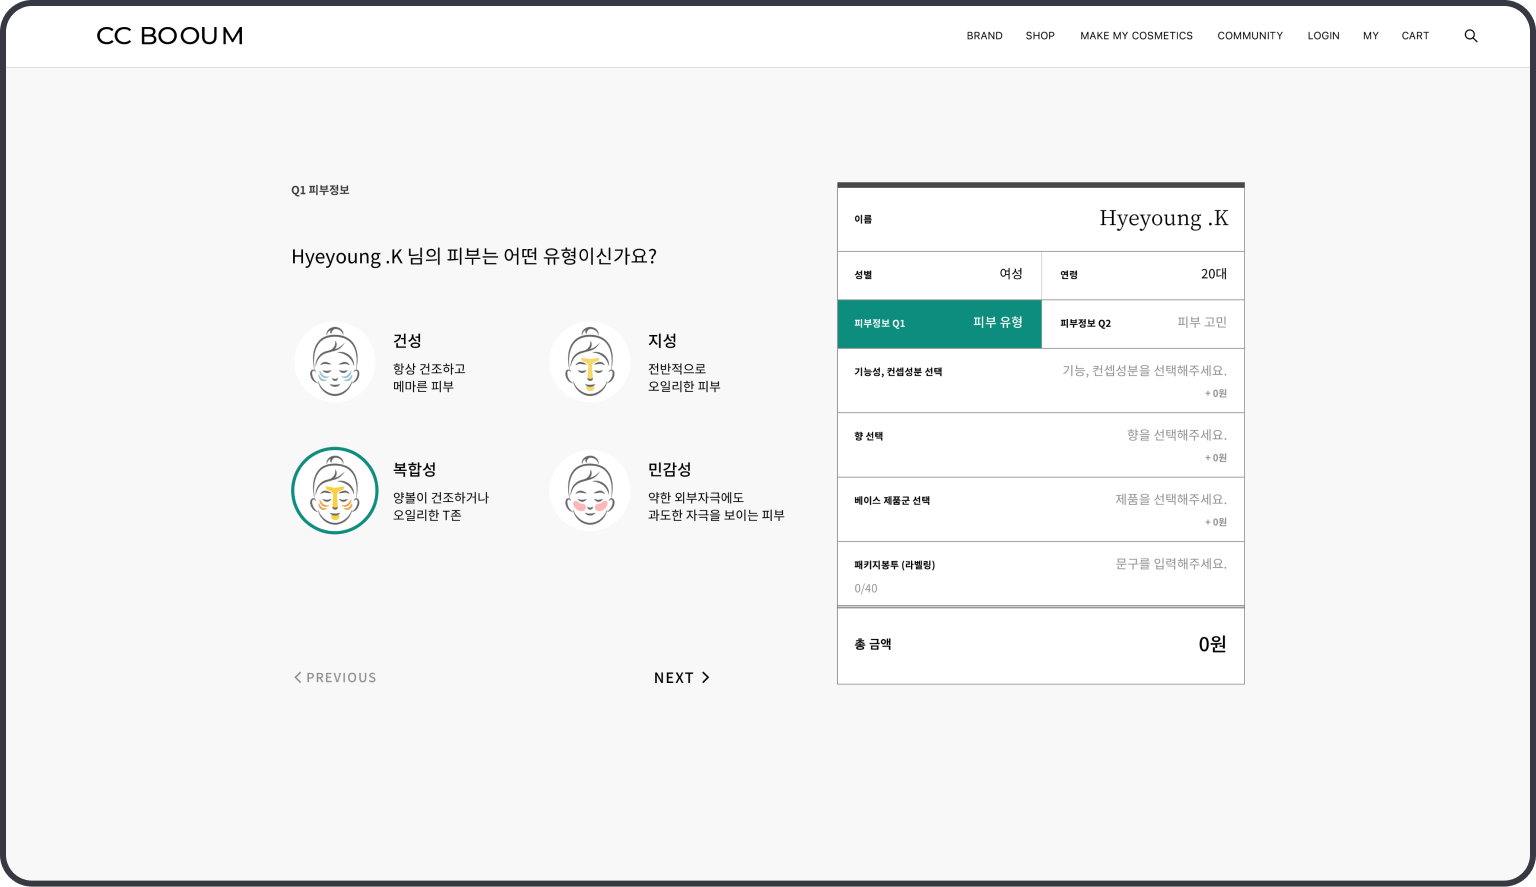 CC BOOUM
BRAND SHOP MAKE MY COSMETICS COMMUNITY LOGIN MY CART
Q1 피부정보
Hyeyoung .K 님의 피부는 어떤 유형이신가요?
건성
항상 건조하고
메마른 피부
지성
전반적으로
오일리한 피부
복합성
양볼이 건조하거나
오일리한 T존
민감성
약한 외부자극에도
과도한 자극을 보이는 피부
PREVIOUS
NEXT
이름 Hyeyoung .K
성별 여성 연령 20대
피부정보 Q1 피부 유형 피부정보 Q2 피부 고민
기능성, 컨셉성분 선택 기능, 컨셉성분을 선택해주세요.
+ 0원
향 선택 향을 선택해주세요.
+ 0원
베이스 제품군 선택 제품을 선택해주세요.
+ 0원
패키지봉투 (라벨링) 문구를 입력해주세요.
0/40
총 금액 0원